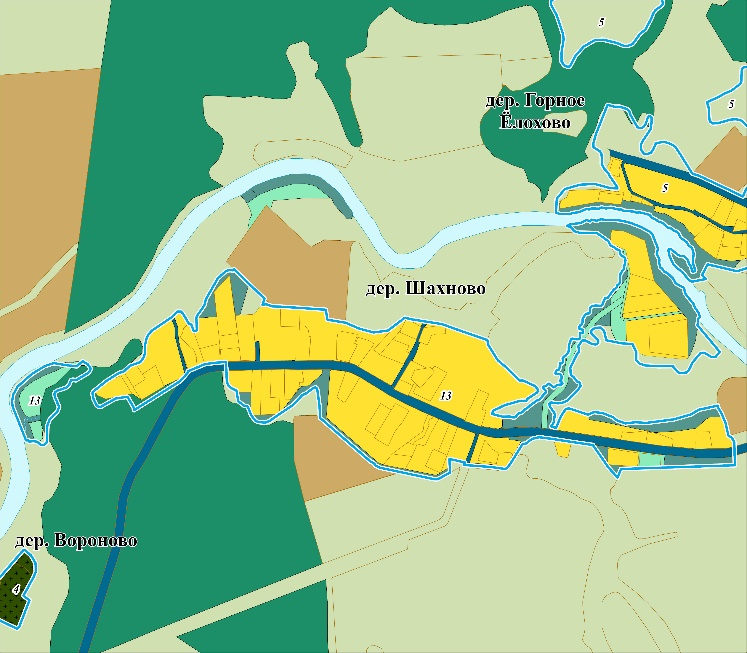 5
5
дер. Горное
Ёлохово
5
дер. Шахново
13
13
дер. Вороново
4